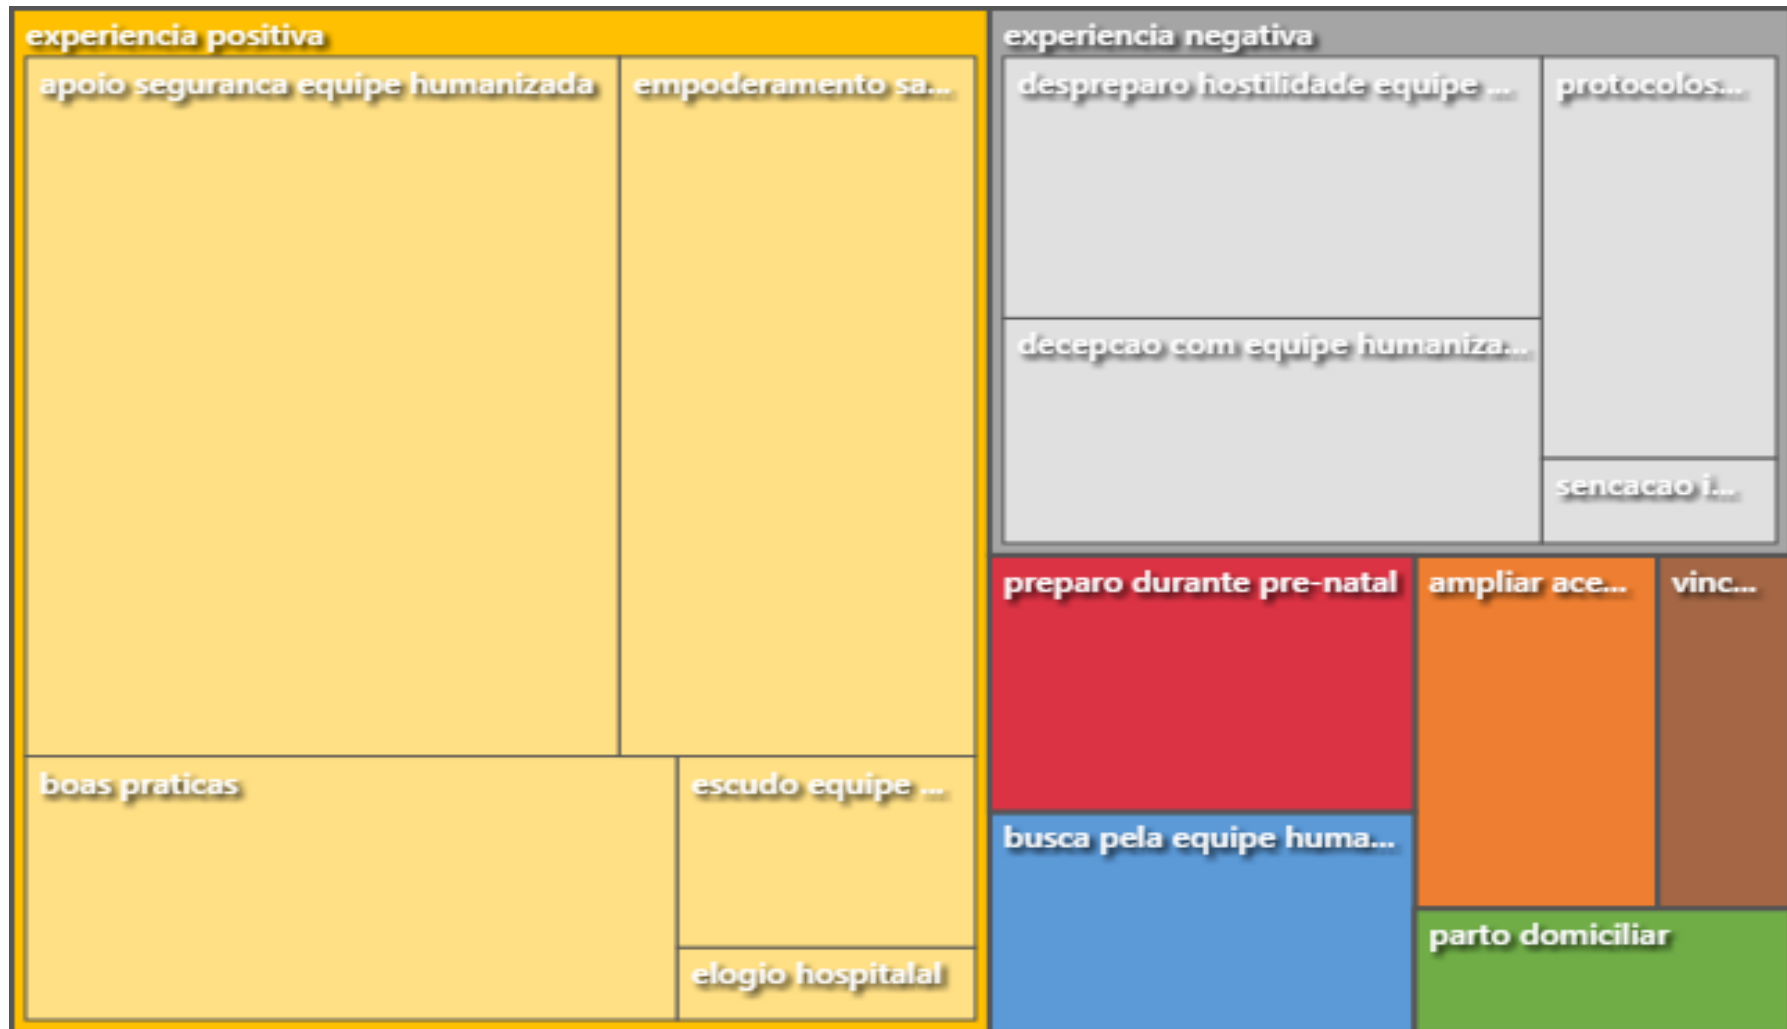 experiencia positiva
apoio seguranca equipe humanizada
empoderamento sa...
boas praticas
escudo equipe ...
elogio hospitalal
experiencia negativa
despreparo hostilidade equipe ...
protocolos...
decepcao com equipe humaniza...
sencacao i...
preparo durante pre-natal
ampliar ace...
vinc...
busca pela equipe huma...
parto domiciliar